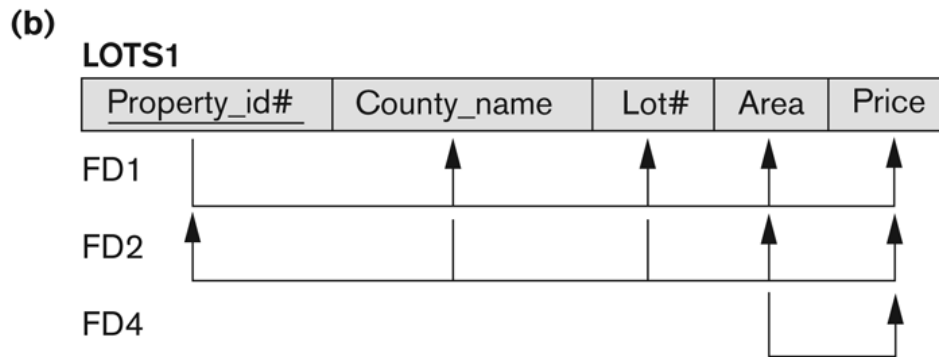 (b)
LOTS1
Property_id# County_name Lot# Area Price
FD1
FD2
FD4